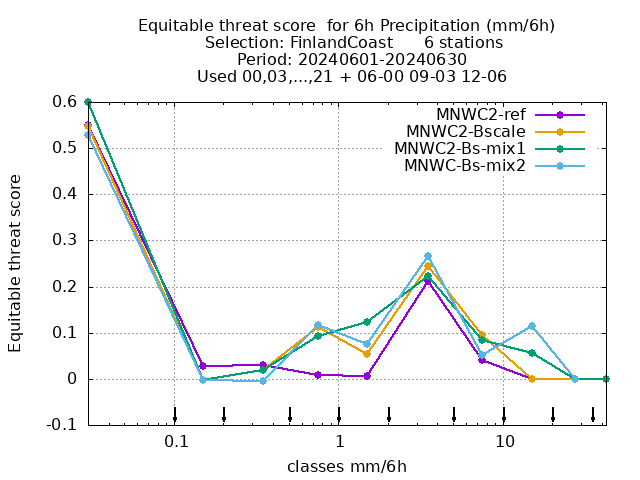 Equitable threat score  for 6h Precipitation (mm/6h)
Selection: FinlandCoast      6 stations
Period: 20240601-20240630
Used 00,03,...,21 + 06-00 09-03 12-06
MNWC2-ref
MNWC2-Bscale
MNWC2-Bs-mix1
MNWC-Bs-mix2
Equitable threat score
0.6
0.5
0.4
0.3
0.2
0.1
0
-0.1
0.1 1 10
classes mm/6h